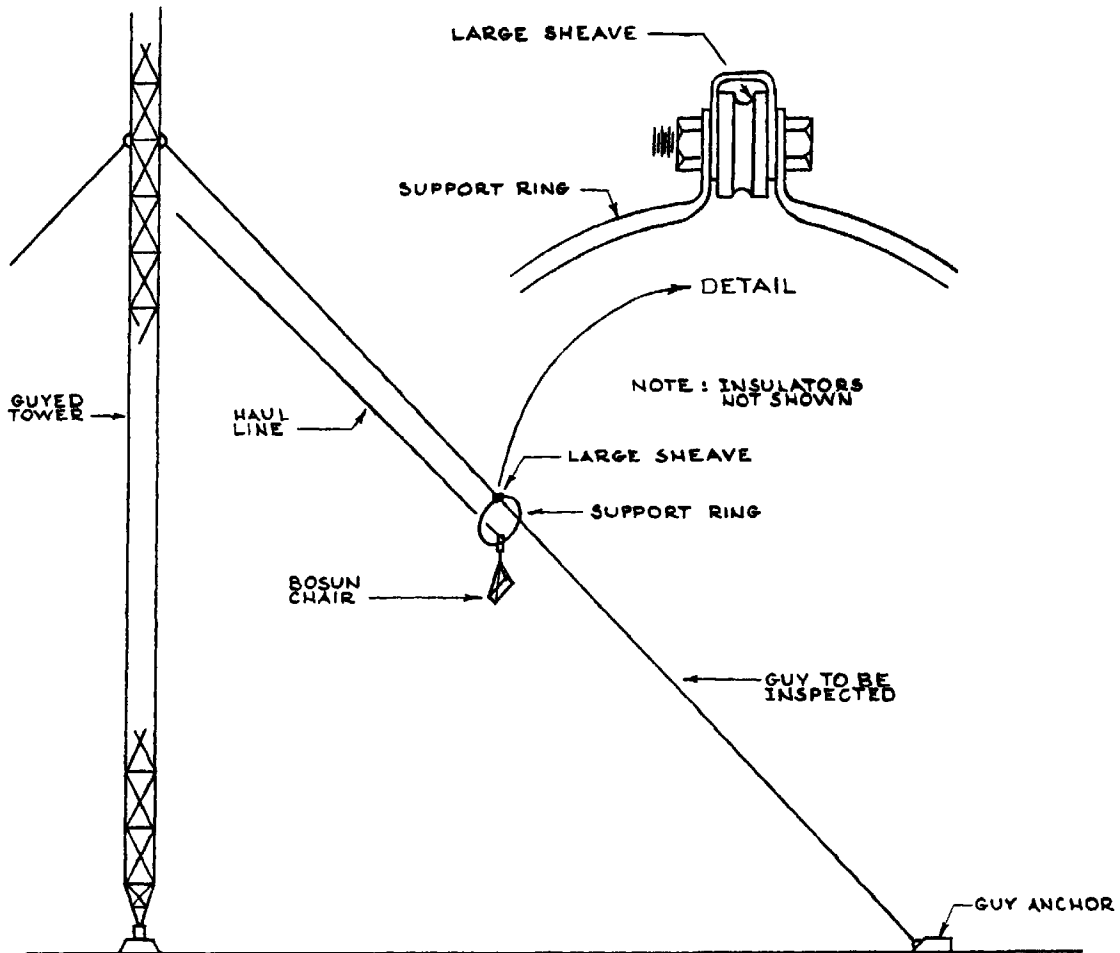 LARGE SHEAVE
SUPPORT RING
DETAIL
NOTE: INSULATORS
NOT SHOWN
GUYED
TOWER
HAUL
LINE
LARGE SHEAVE
SUPPORT RING
BOSUN
CHAIR
GUY TO BE
INSPECTED
GUY ANCHOR